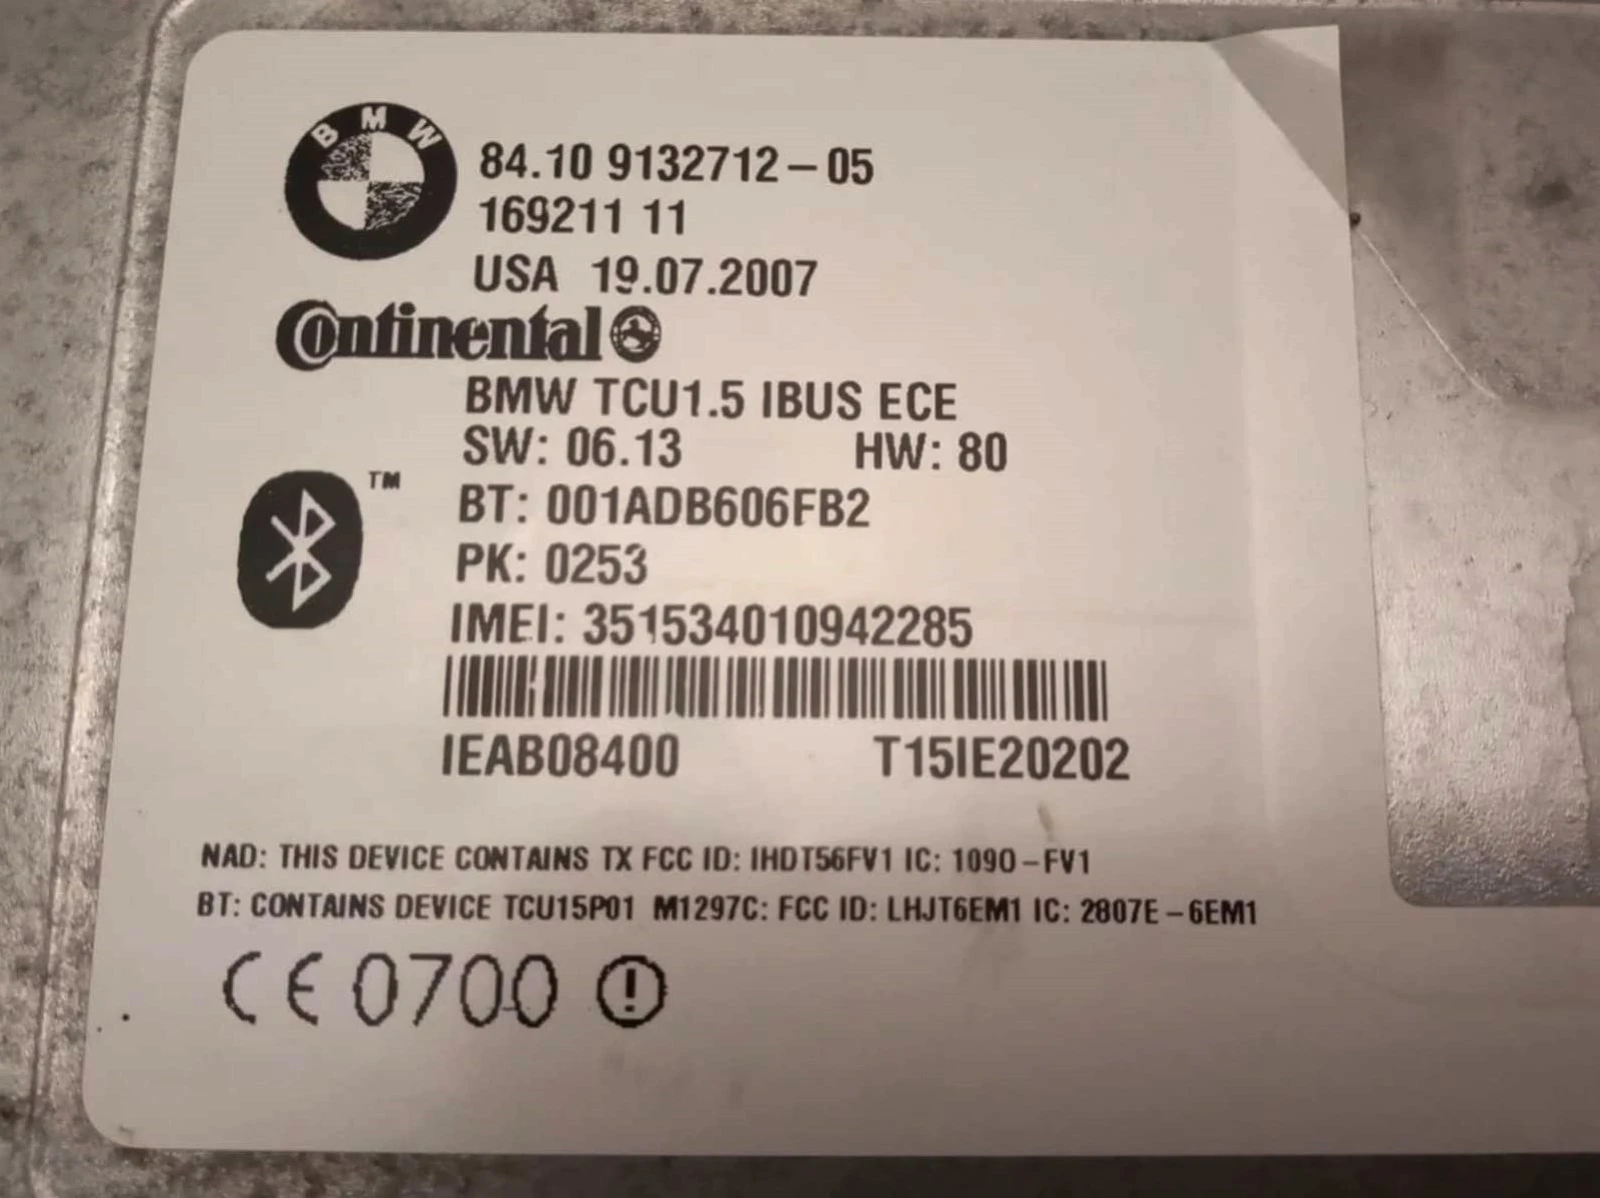 BMW
84.10 9132712-05
169211 11
USA 19.07.2007
Continental
BMW TCU1.5 IBUS ECE
SW: 06.13 HW: 80
TM
BT: 001ADB606FB2
PK: 0253
IMEI: 351534010942285
IEAB08400 T15IE20202
NAD: THIS DEVICE CONTAINS TX FCC ID: IHDT56FV1 IC: 1090-FV1
BT: CONTAINS DEVICE TCU15P01 M1297C: FCC ID: LHJT6EM1 IC: 2807E-6EM1
CE 0700 !